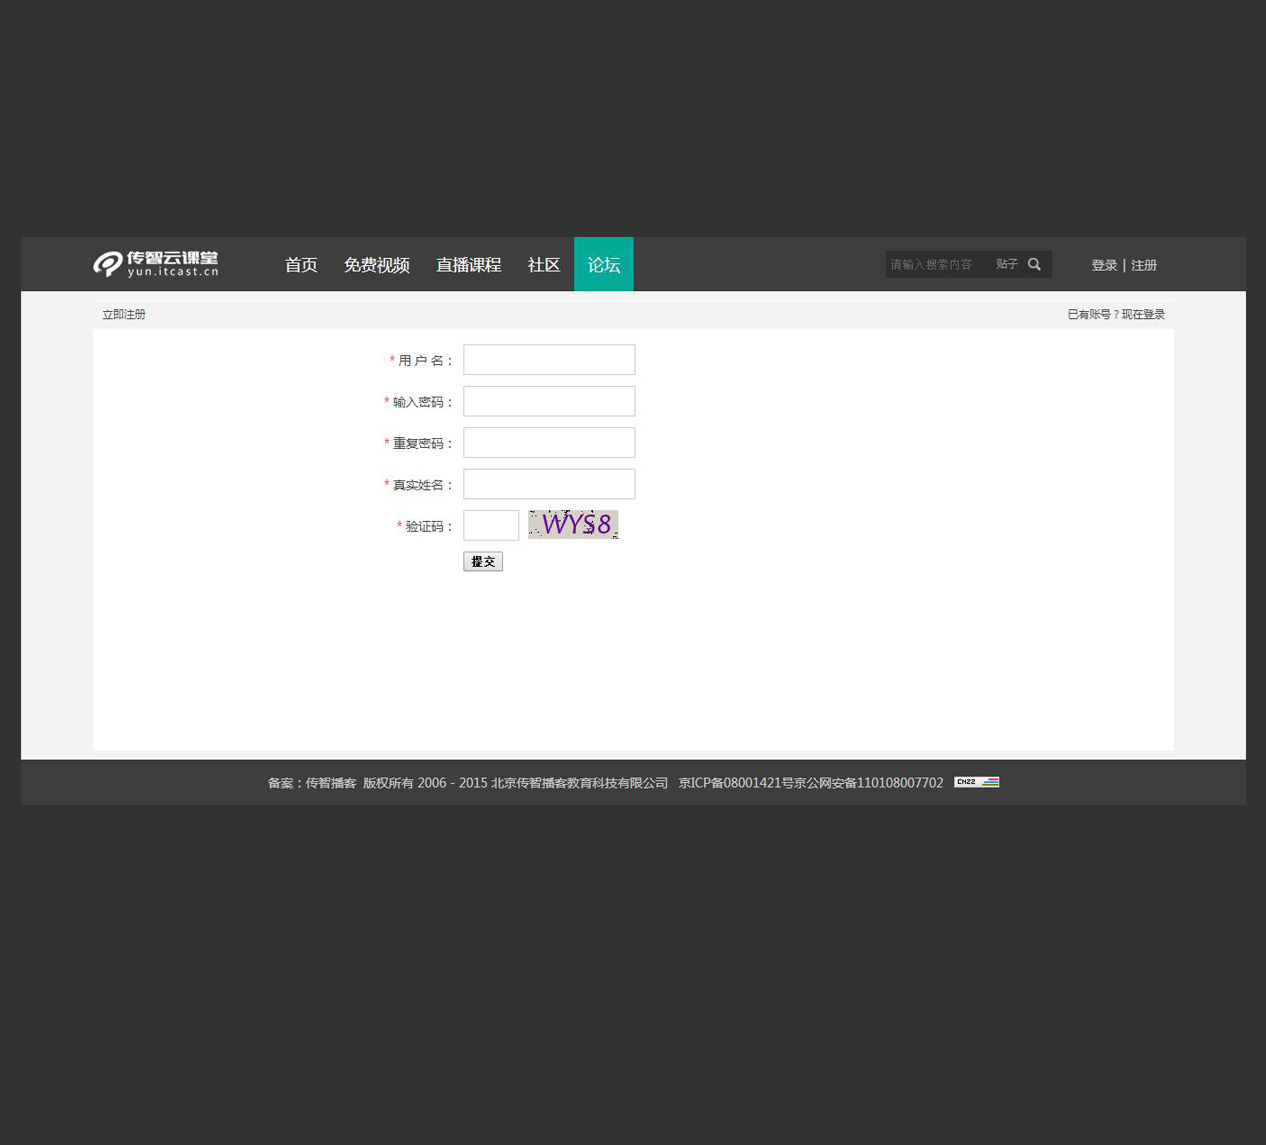 传智云课堂
yun.itcast.cn
首页 免费视频 直播课程 社区 论坛 请输入搜索内容 贴子 登录 | 注册
立即注册 已有账号？现在登录
* 用 户 名：
* 输入密码：
* 重复密码：
* 真实姓名：
* 验证码： WYS8
提交
备案：传智播客 版权所有 2006 - 2015 北京传智播客教育科技有限公司 京ICP备08001421号京公网安备110108007702 CNZZ